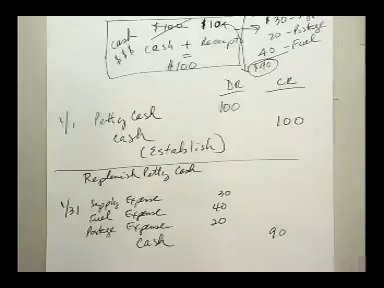 $100 $10
$30 -
cash
20 - Postage
$$$ cash + Receipts
40 - Fuel
=
$100
$90
DR CR
1/1 Petty Cash 100
cash 100
(Establish)
Replenish Petty Cash
1/31 Supply Expense 30
Fuel Expense 40
Postage Expense 20
Cash 90